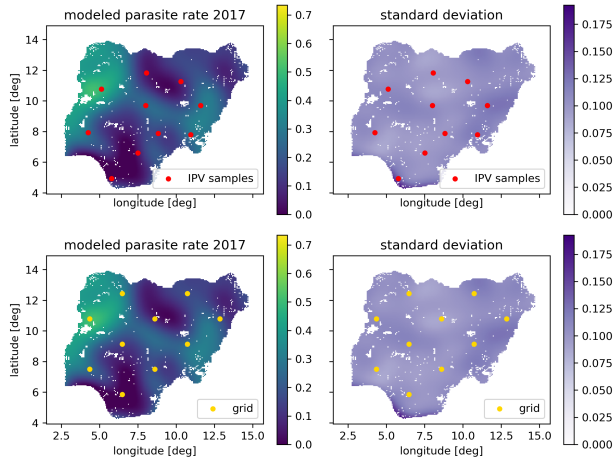 modeled parasite rate 2017
standard deviation
14
12
10
8
6
4
latitude [deg]
longitude [deg]
IPV samples
0.7
0.6
0.5
0.4
0.3
0.2
0.1
0.0
longitude [deg]
IPV samples
0.175
0.150
0.125
0.100
0.075
0.050
0.025
0.000
modeled parasite rate 2017
standard deviation
14
12
10
8
6
4
latitude [deg]
2.5 5.0 7.5 10.0 12.5 15.0
longitude [deg]
grid
0.7
0.6
0.5
0.4
0.3
0.2
0.1
0.0
2.5 5.0 7.5 10.0 12.5 15.0
longitude [deg]
grid
0.175
0.150
0.125
0.100
0.075
0.050
0.025
0.000